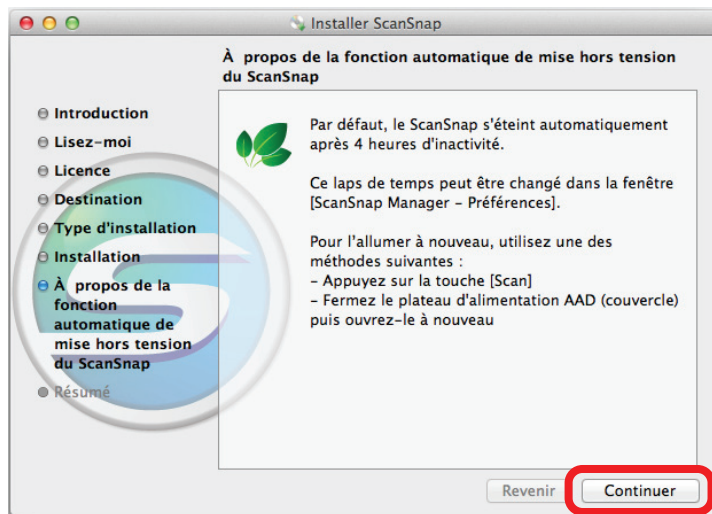 Installer ScanSnap
À propos de la fonction automatique de mise hors tension
du ScanSnap
Introduction
Lisez-moi
Licence
Destination
Type d'installation
Installation
À propos de la
fonction
automatique de
mise hors tension
du ScanSnap
Résumé
Par défaut, le ScanSnap s'éteint automatiquement
après 4 heures d'inactivité.
Ce laps de temps peut être changé dans la fenêtre
[ScanSnap Manager – Préférences].
Pour l'allumer à nouveau, utilisez une des
méthodes suivantes :
– Appuyez sur la touche [Scan]
– Fermez le plateau d'alimentation AAD (couvercle)
puis ouvrez-le à nouveau
Revenir
Continuer